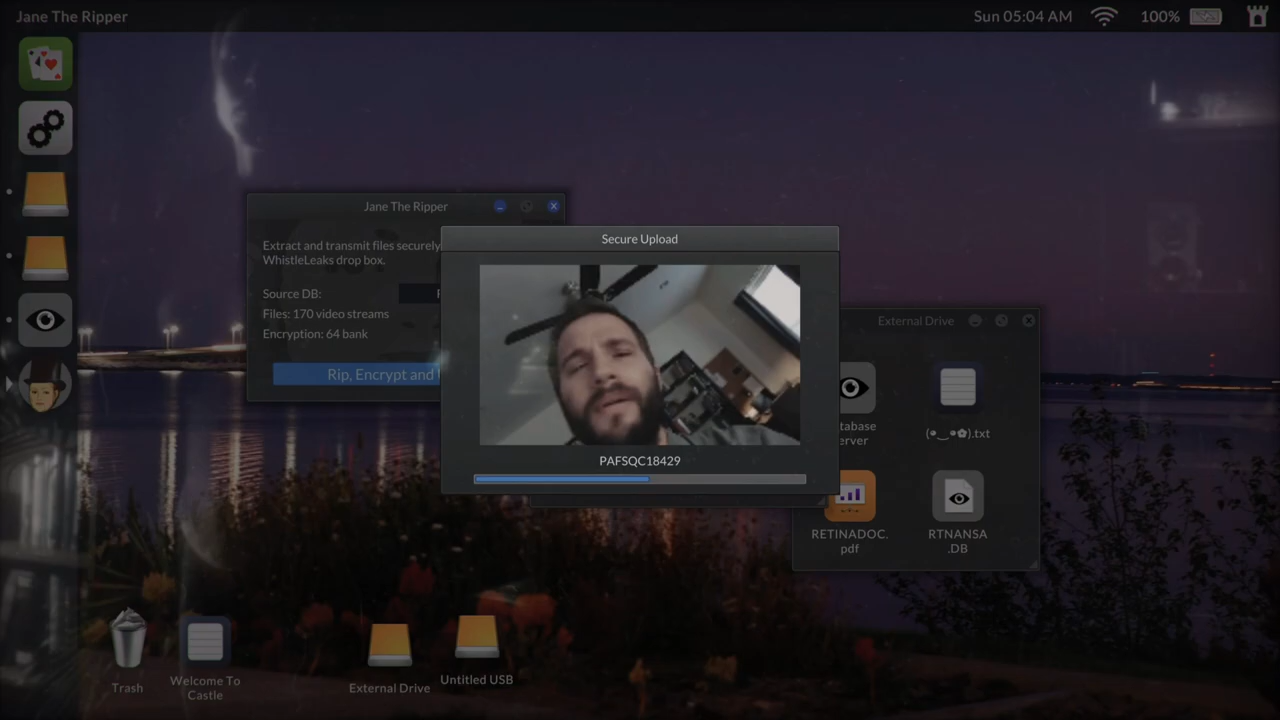 Jane The Ripper
Sun 05:04 AM
100%
Jane The Ripper
Extract and transmit files securely
WhistleLeaks drop box.
Source DB:
Files: 170 video streams
Encryption: 64 bank
Rip, Encrypt and
Secure Upload
PAFSQC18429
External Drive
tabase
erver
(•‿•✿).txt
RETINADOC.
pdf
RTNANSA
.DB
Trash
Welcome To
Castle
External Drive
Untitled USB